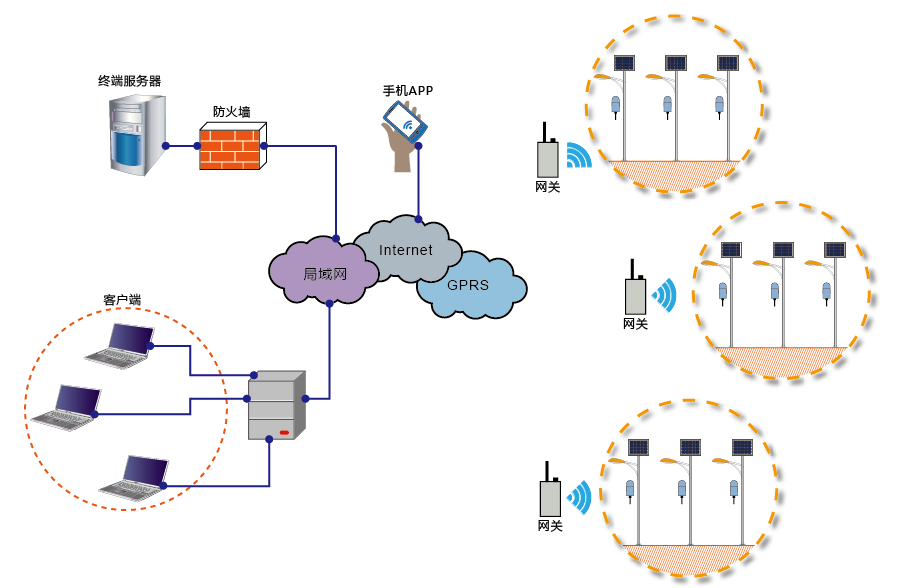 终端服务器
防火墙
手机APP
网关
Internet
局域网
GPRS
网关
客户端
网关